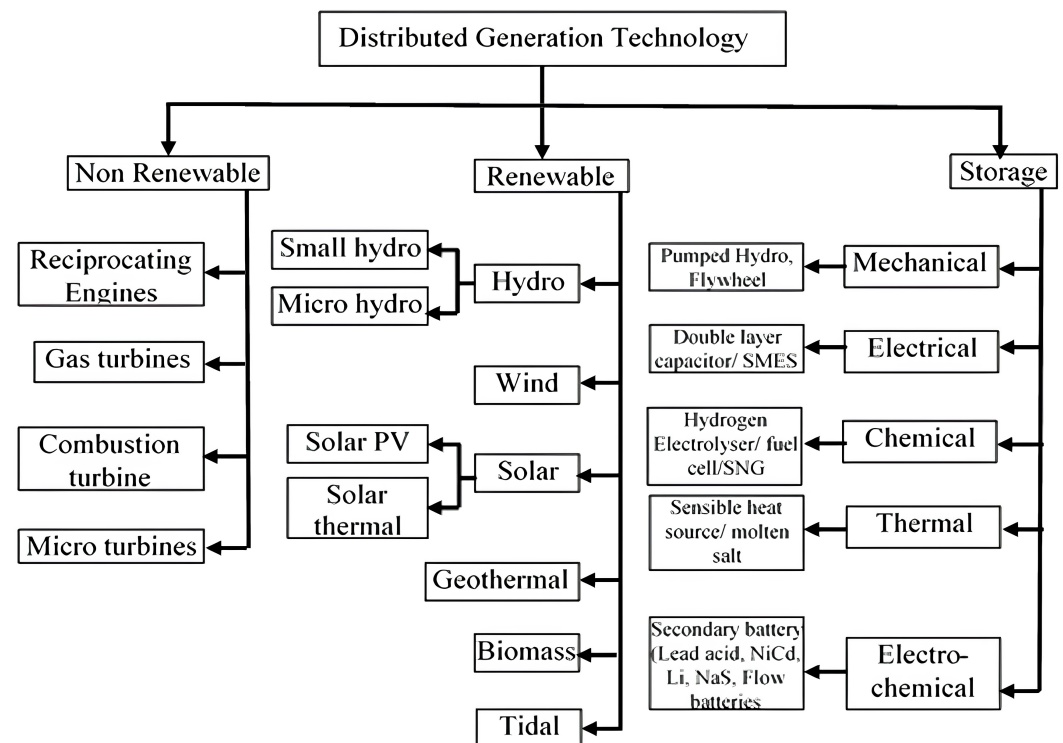 Distributed Generation Technology
Non Renewable
Renewable
Storage
Reciprocating
Engines
Gas turbines
Combustion
turbine
Micro turbines
Small hydro
Micro hydro
Hydro
Wind
Solar PV
Solar
thermal
Solar
Geothermal
Biomass
Tidal
Pumped Hydro,
Flywheel
Mechanical
Double layer
capacitor/ SMES
Electrical
Hydrogen
Electrolyser/ fuel
cell/SNG
Chemical
Sensible heat
source/ molten
salt
Thermal
Secondary battery
(Lead acid, NiCd,
Li, NaS, Flow
batteries
Electro-
chemical